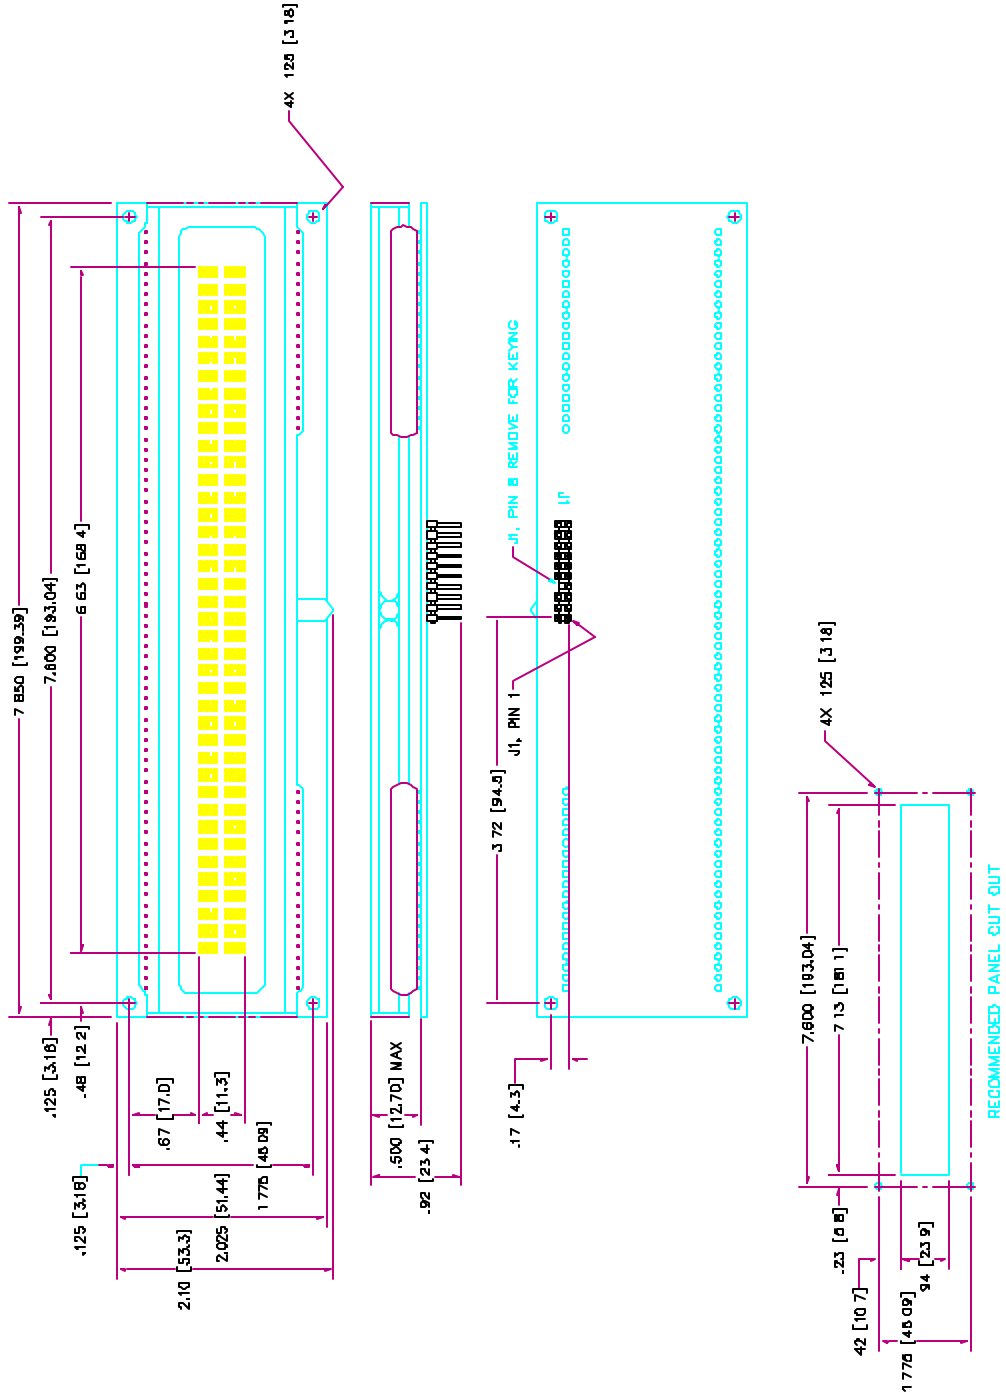 4X .125 [3.18]
7.850 [199.39]
7.600 [193.04]
6.63 [168.4]
.125 [3.18]
.48 [12.2]
.67 [17.0]
.44 [11.3]
.125 [3.18]
1.775 [45.09]
2.025 [51.44]
2.10 [53.3]
.500 [12.70] MAX
.92 [23.4]
J1, PIN 8 REMOVE FOR KEYING
J1
J1, PIN 1
3.72 [94.5]
.17 [4.3]
4X .125 [3.18]
7.600 [193.04]
7.13 [181.1]
.23 [5.8]
.42 [10.7]
.94 [23.9]
1.775 [45.09]
RECOMMENDED PANEL CUT OUT